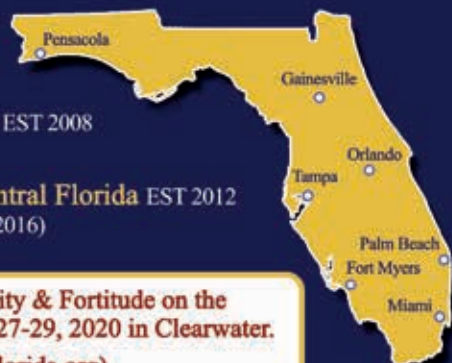 Pensacola
Gainesville
EST 2008
Orlando
Tampa
ntral Florida EST 2012
2016)
Palm Beach
Fort Myers
Miami
ity & Fortitude on the
27-29, 2020 in Clearwater.